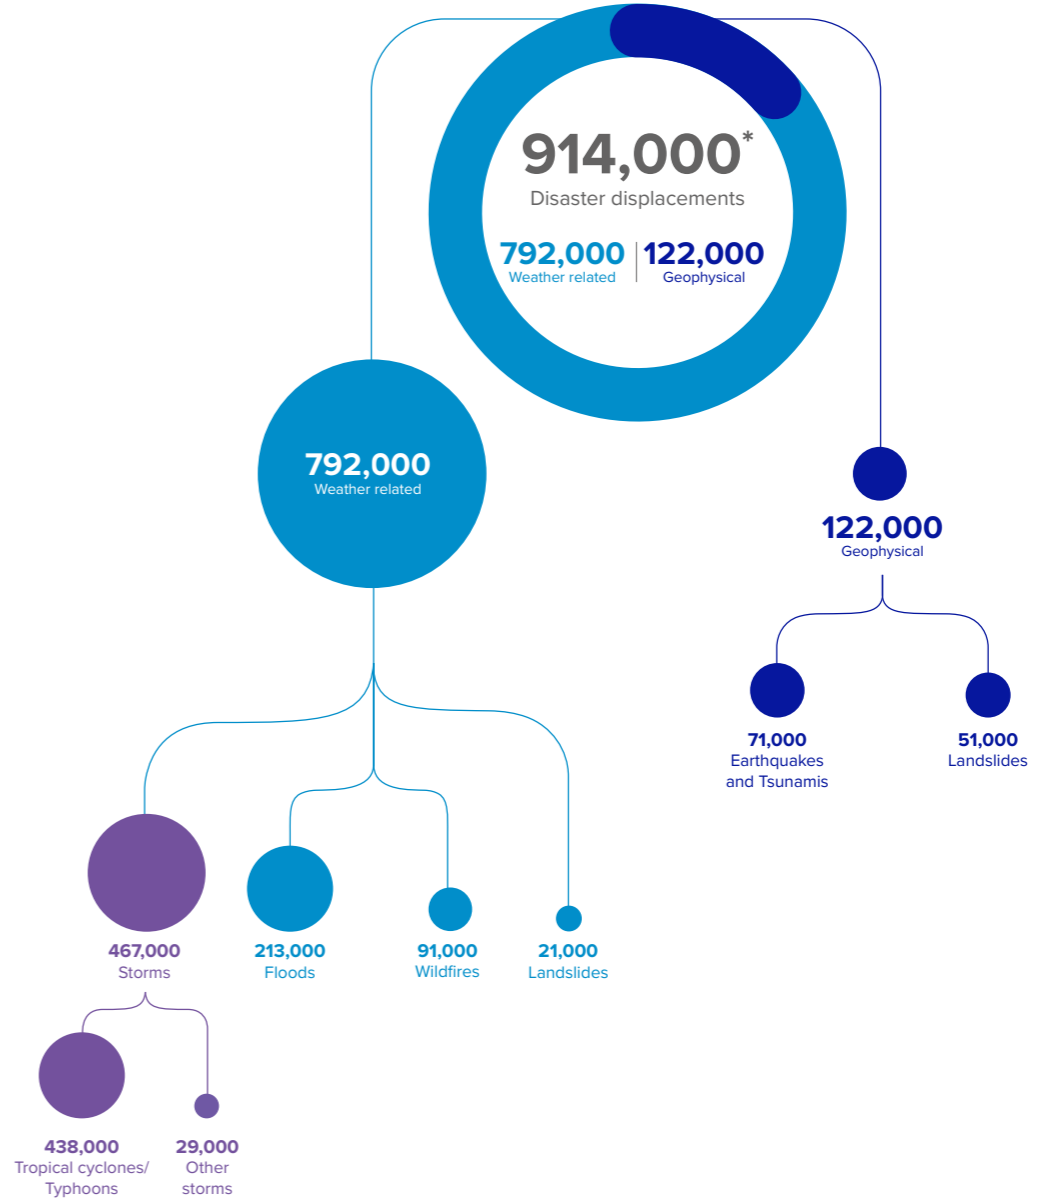 914,000*
Disaster displacements
792,000
Weather related
122,000
Geophysical
792,000
Weather related
122,000
Geophysical
71,000
Earthquakes
and Tsunamis
51,000
Landslides
467,000
Storms
213,000
Floods
91,000
Wildfires
21,000
Landslides
438,000
Tropical cyclones/
Typhoons
29,000
Other
storms